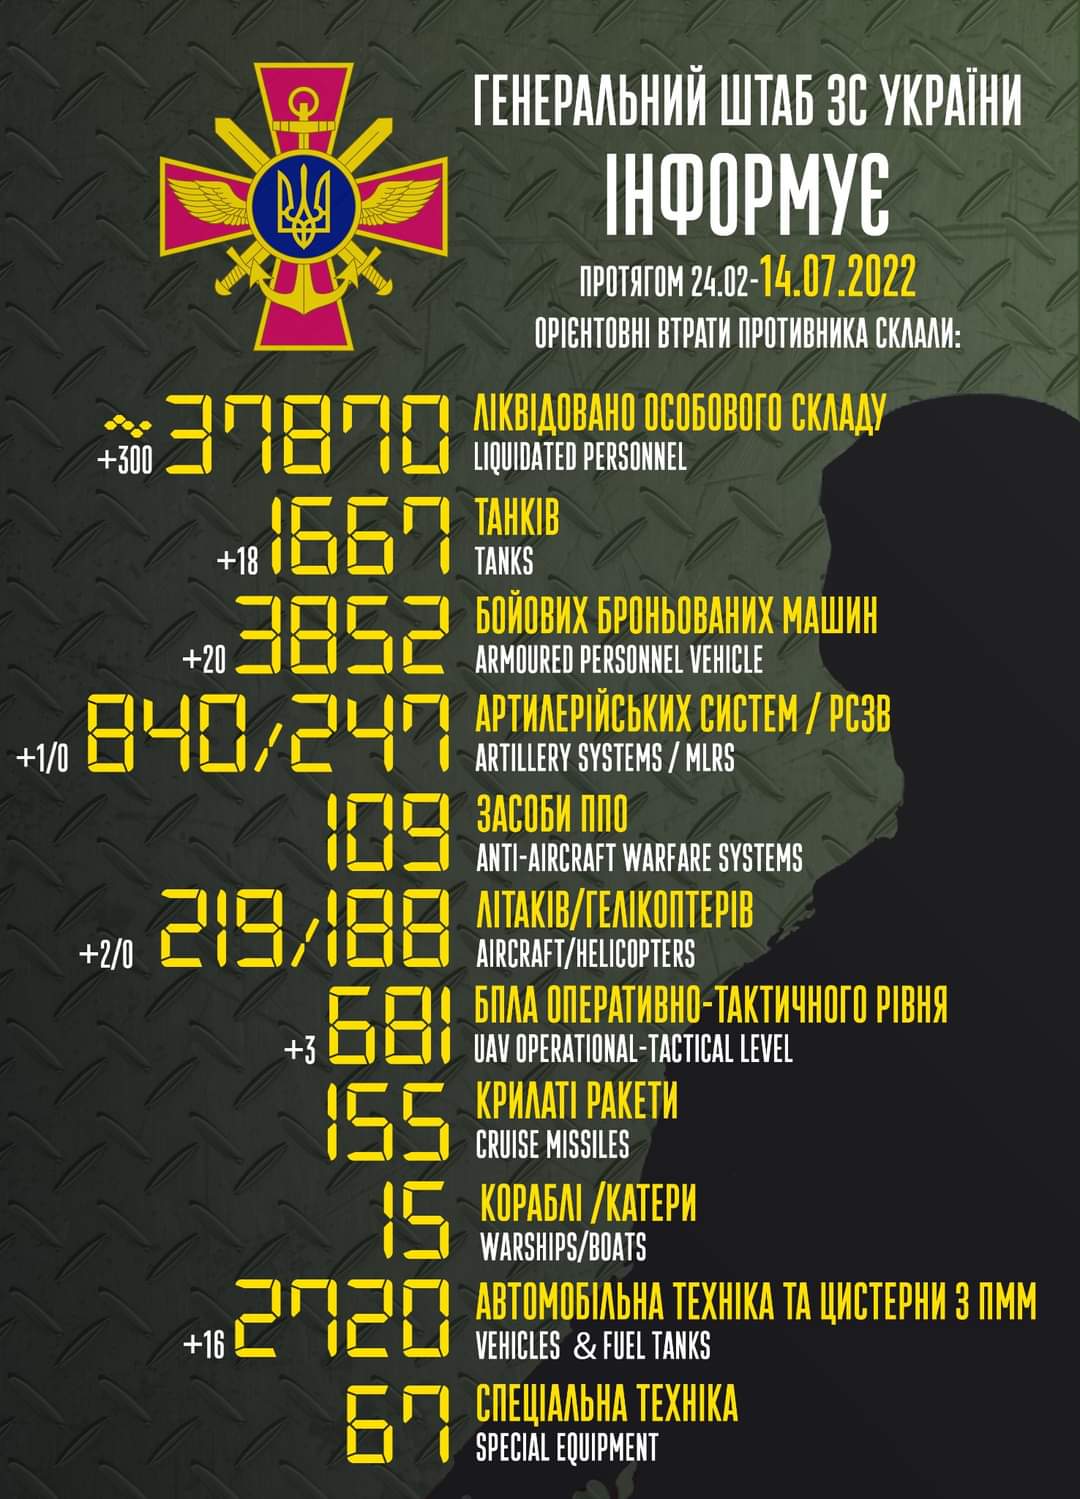 ГЕНЕРАЛЬНИЙ ШТАБ ЗС УКРАЇНИ
ІНФОРМУЄ
ПРОТЯГОМ 24.02-14.07.2022
ОРІЄНТОВНІ ВТРАТИ ПРОТИВНИКА СКЛАЛИ:
+300 ~37870 ЛІКВІДОВАНО ОСОБОВОГО СКЛАДУ
LIQUIDATED PERSONNEL
+18 1667 ТАНКІВ
TANKS
+20 3852 БОЙОВИХ БРОНЬОВАНИХ МАШИН
ARMOURED PERSONNEL VEHICLE
+1/0 840/247 АРТИЛЕРІЙСЬКИХ СИСТЕМ / РСЗВ
ARTILLERY SYSTEMS / MLRS
109 ЗАСОБИ ППО
ANTI-AIRCRAFT WARFARE SYSTEMS
+2/0 219/188 ЛІТАКІВ/ГЕЛІКОПТЕРІВ
AIRCRAFT/HELICOPTERS
+3 681 БПЛА ОПЕРАТИВНО-ТАКТИЧНОГО РІВНЯ
UAV OPERATIONAL-TACTICAL LEVEL
155 КРИЛАТІ РАКЕТИ
CRUISE MISSILES
15 КОРАБЛІ /КАТЕРИ
WARSHIPS/BOATS
+16 2720 АВТОМОБІЛЬНА ТЕХНІКА ТА ЦИСТЕРНИ З ПММ
VEHICLES & FUEL TANKS
67 СПЕЦІАЛЬНА ТЕХНІКА
SPECIAL EQUIPMENT